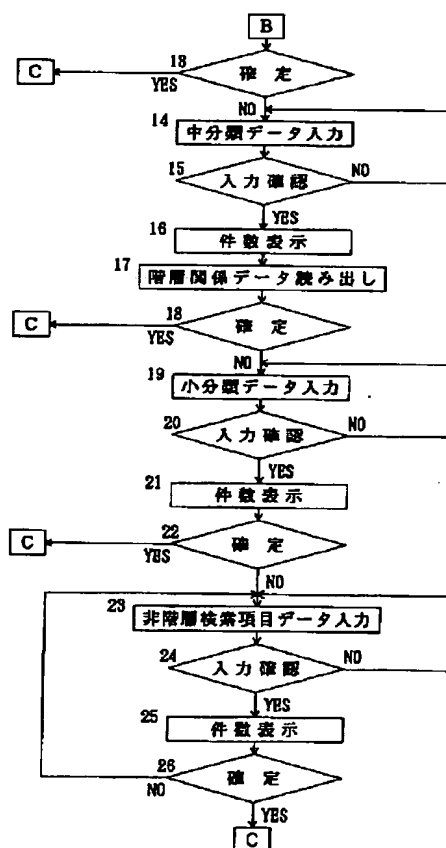 B
13
確定
C
YES
NO
14
中分類データ入力
15
入力確認
NO
YES
16
件数表示
17
階層関係データ読み出し
18
確定
C
YES
NO
19
小分類データ入力
20
入力確認
NO
YES
21
件数表示
22
確定
C
YES
NO
23
非階層検索項目データ入力
24
入力確認
NO
YES
25
件数表示
26
確定
NO
YES
C